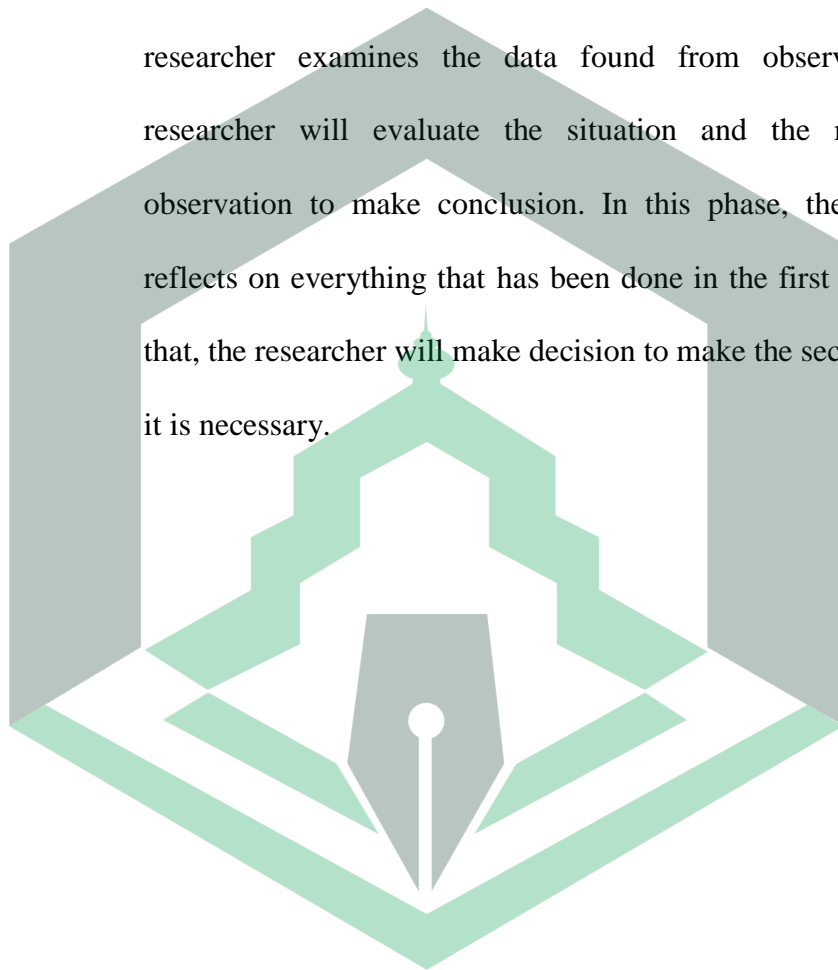 researcher examines the data found from observ
researcher will evaluate the situation and the
observation to make conclusion. In this phase, the
reflects on everything that has been done in the first
that, the researcher will make decision to make the sec
it is necessary.